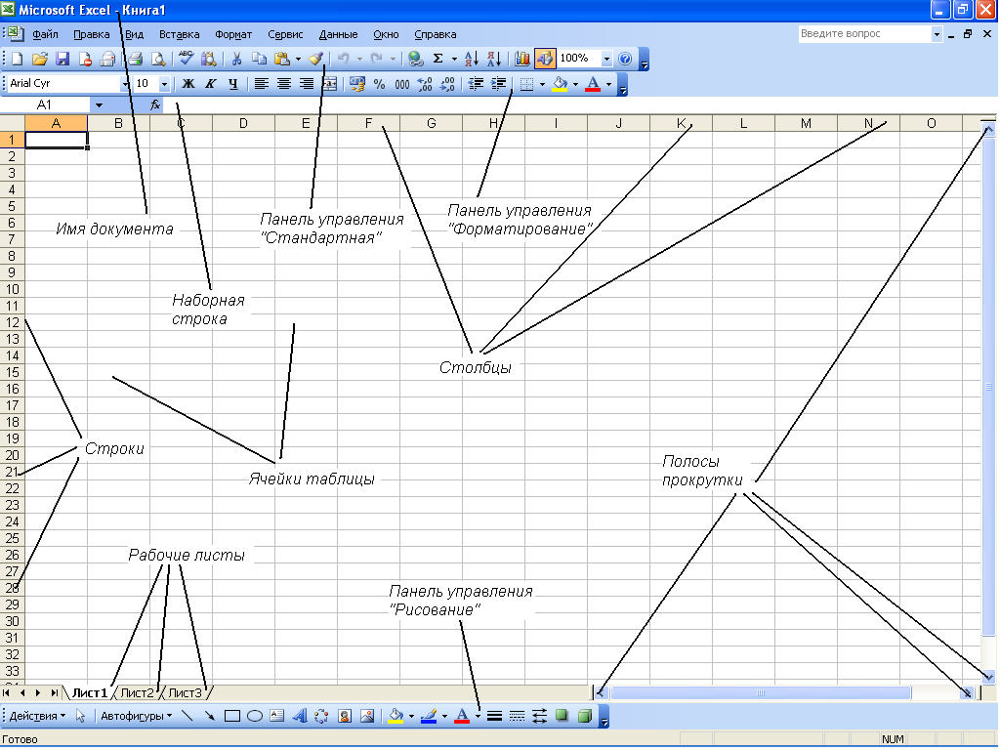 Microsoft Excel - Книга1
Файл Правка Вид Вставка Формат Сервис Данные Окно Справка
Введите вопрос
100%
Arial Cyr 10 Ж К Ч % 000
A1 fx
A B C D E F G H I J K L M N O
1
2
3
4
5
6
7
8
9
10
11
12
13
14
15
16
17
18
19
20
21
22
23
24
25
26
27
28
29
30
31
32
33
Имя документа
Панель управления
"Стандартная"
Панель управления
"Форматирование"
Наборная
строка
Столбцы
Строки
Ячейки таблицы
Полосы
прокрутки
Рабочие листы
Панель управления
"Рисование"
Лист1 Лист2 Лист3
Действия Автофигуры
Готово
NUM